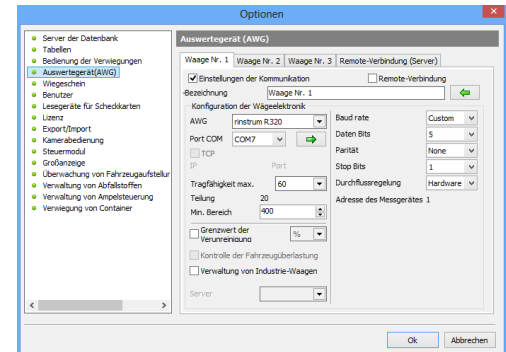 Optionen
Server der Datenbank
Tabellen
Bedienung der Verwiegungen
Auswertegerät(AWG)
Wiegeschein
Benutzer
Lesegeräte für Scheckkarten
Lizenz
Export/Import
Kamerabedienung
Steuermodul
Großanzeige
Überwachung von Fahrzeugaufstellur
Verwaltung von Abfallstoffen
Verwaltung von Ampelsteuerung
Verwiegung von Container
Auswertegerät (AWG)
Waage Nr. 1 Waage Nr. 2 Waage Nr. 3 Remote-Verbindung (Server)
Einstellungen der Kommunikation Remote-Verbindung
-Bezeichnung Waage Nr. 1
Konfiguration der Wägeelektronik
AWG rinstrum R320
Port COM COM7
TCP
IP Port
Tragfähigkeit max. 60
Teilung 20
Min. Bereich 400
Grenzwert der
Verunreinigung %
Kontrolle der Fahrzeugüberlastung
Verwaltung von Industrie-Waagen
Server
Baud rate Custom
Daten Bits 5
Parität None
Stop Bits 1
Durchflussregelung Hardware
Adresse des Messgerätes 1
Ok Abbrechen